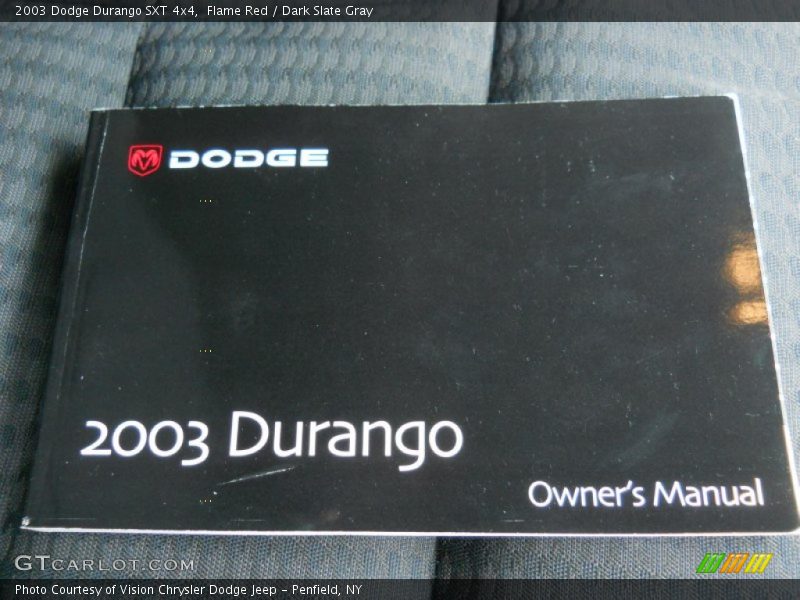 2003 Dodge Durango SXT 4x4,  Flame Red / Dark Slate Gray
DODGE
2003 Durango
Owner's Manual
GTCARLOT.COM
Photo Courtesy of Vision Chrysler Dodge Jeep - Penfield, NY